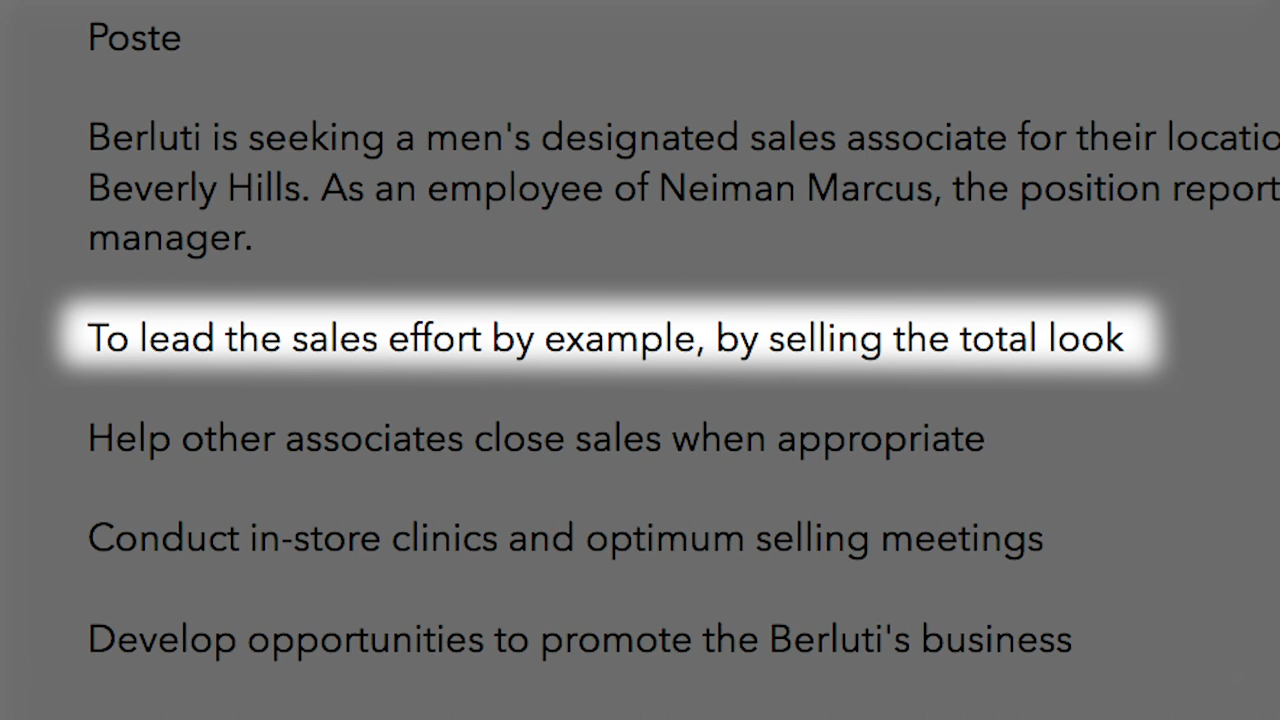 Poste
Berluti is seeking a men's designated sales associate for their
Beverly Hills. As an employee of Neiman Marcus, the position
manager.
To lead the sales effort by example, by selling the total look
Help other associates close sales when appropriate
Conduct in-store clinics and optimum selling meetings
Develop opportunities to promote the Berluti's business